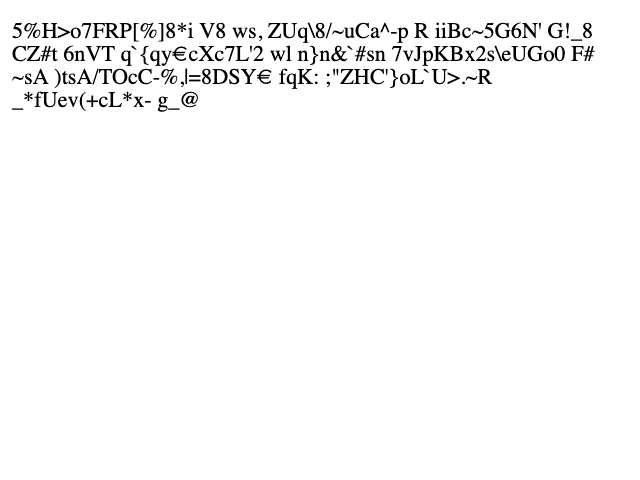 5%H>o7FRP[%]8*i V8 ws, ZUq\8/~uCa^-p R iiBc~5G6N' G!_8
CZ#t 6nVT q`{qy€cXc7L'2 wl n}n&`#sn 7vJpKBx2s\eUGo0 F#
~sA )tsA/TOcC-%,|=8DSY€ fqK: ;"ZHC'}oL`U>.~R
_*fUev(+cL*x- g_@